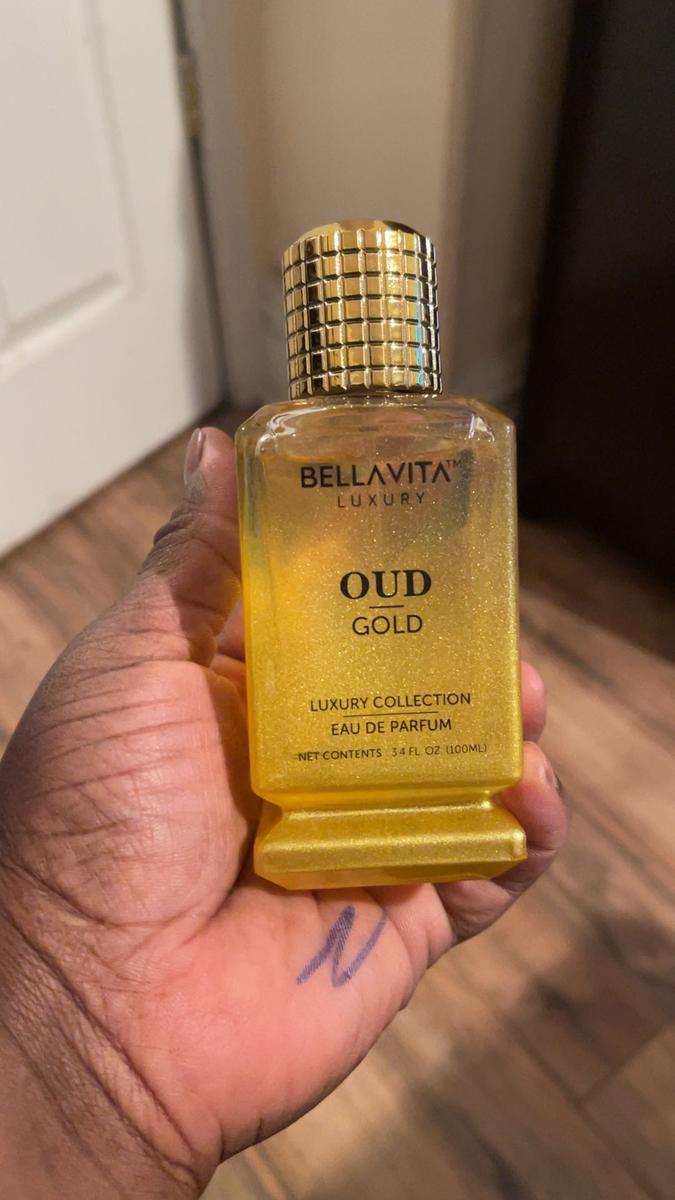 BELLAVITA™
LUXURY
OUD
GOLD
LUXURY COLLECTION
EAU DE PARFUM
NET CONTENTS 3.4 FL OZ (100ML)